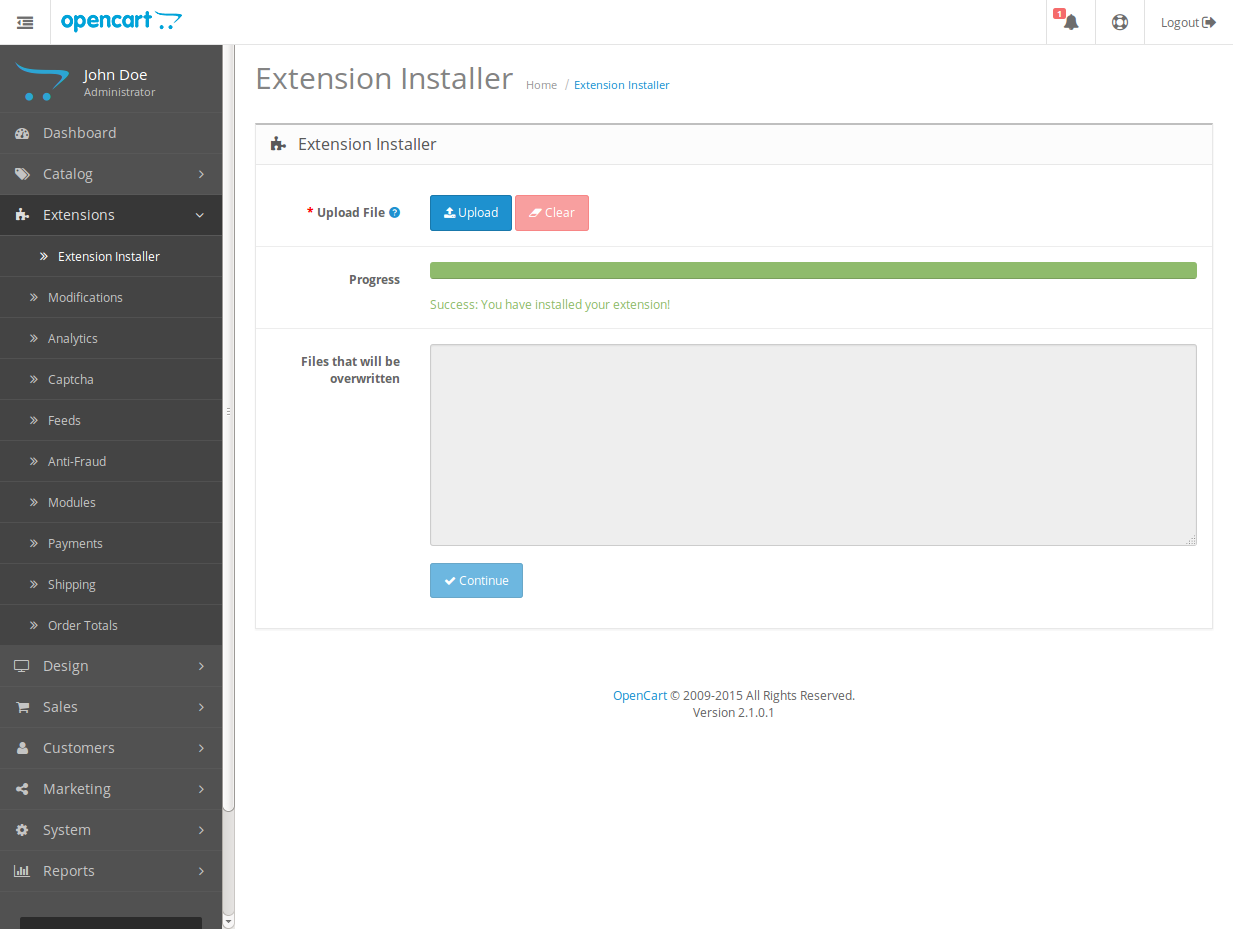 opencart
1
Logout
John Doe
Administrator
Dashboard
Catalog
Extensions
Extension Installer
Modifications
Analytics
Captcha
Feeds
Anti-Fraud
Modules
Payments
Shipping
Order Totals
Design
Sales
Customers
Marketing
System
Reports
Extension Installer
Home / Extension Installer
Extension Installer
* Upload File ?
Upload
Clear
Progress
Success: You have installed your extension!
Files that will be
overwritten
Continue
OpenCart © 2009-2015 All Rights Reserved.
Version 2.1.0.1